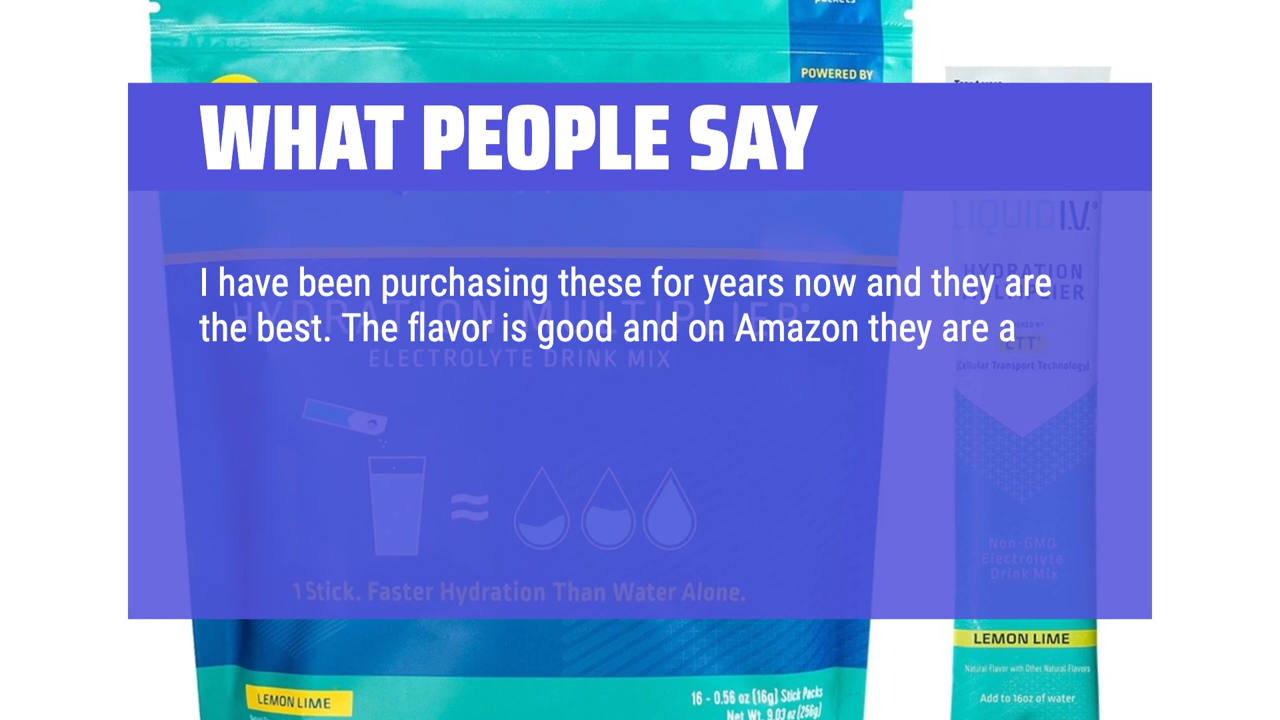 packets
POWERED BY
WHAT PEOPLE SAY
LIQUID I.V.®
HYDRATION
I have been purchasing these for years now and they are
the best. The flavor is good and on Amazon they are a
HYDRATION MULTIPLIER®
ELECTROLYTE DRINK MIX
CTT
(Cellular Transport Technology)
≈
1 Stick. Faster Hydration Than Water Alone.
Non-GMO
Electrolyte
Drink Mix
LEMON LIME
Natural Flavor with Other Natural Flavors
Add to 16oz of water
LEMON LIME
16 - 0.56 oz (16g) Stick Packs
Net Wt. 9.03 oz (256g)